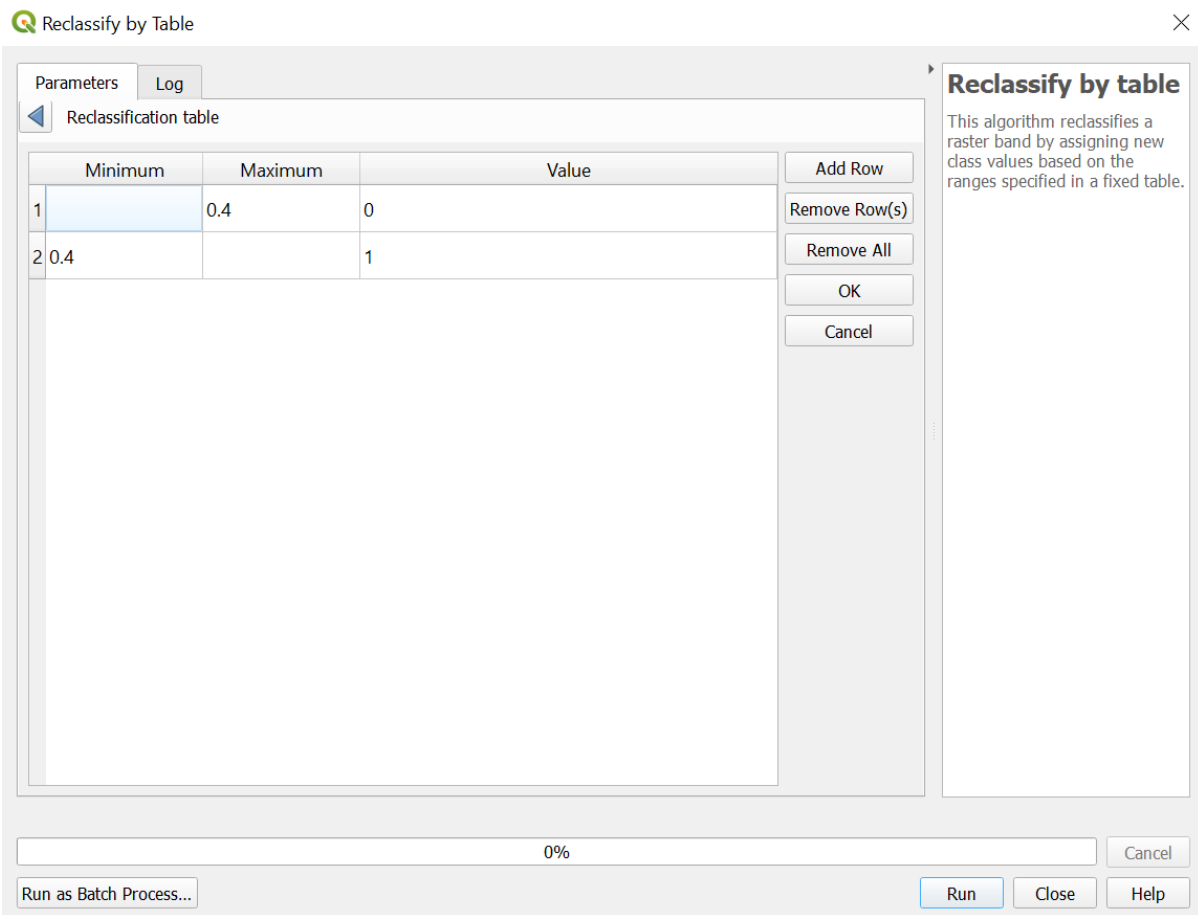 Reclassify by Table
Parameters
Log
Reclassification table
Minimum Maximum Value
1 0.4 0
2 0.4 1
Add Row
Remove Row(s)
Remove All
OK
Cancel
Reclassify by table
This algorithm reclassifies a
raster band by assigning new
class values based on the
ranges specified in a fixed table.
0%
Cancel
Run as Batch Process...
Run
Close
Help